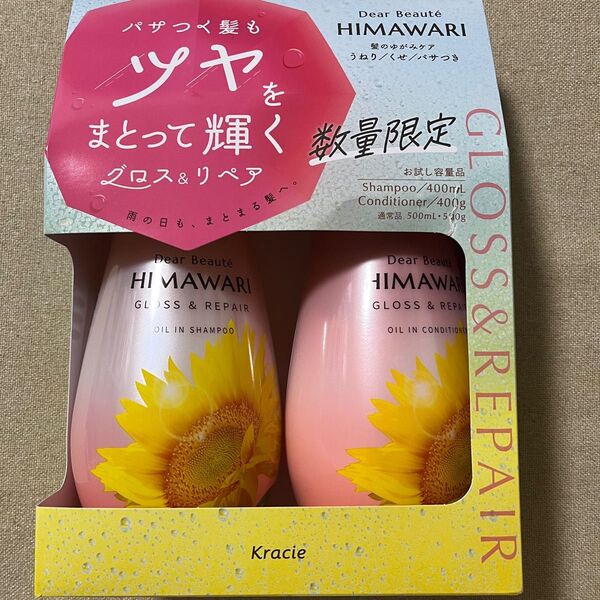 パサつく髪も
ツヤを
まとって輝く
グロス&リペア
雨の日も、まとまる髪へ。
Dear Beauté
HIMAWARI
髪のゆがみケア
うねり/くせ/パサつき
数量限定
お試し容量品
Shampoo/400mL
Conditioner/400g
通常品 500mL・500g
GLOSS&REPAIR
Dear Beauté
HIMAWARI
GLOSS & REPAIR
OIL IN SHAMPOO
Dear Beauté
HIMAWARI
GLOSS & REPAIR
OIL IN CONDITIONER
Kracie